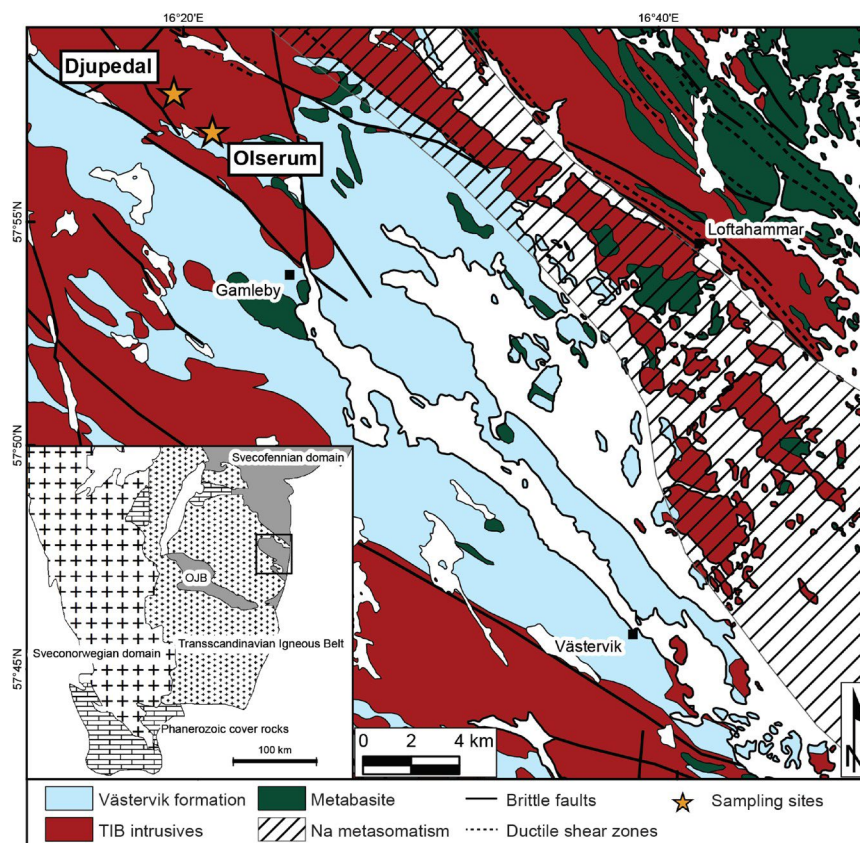 16°20'E
16°40'E
Djupedal
Olserum
57°55'N
Loftahammar
Gamleby
57°50'N
Svecofennian domain
OJB
Transscandinavian Igneous Belt
Sveconorwegian domain
Västervik
57°45'N
Phanerozoic cover rocks
100 km
0 2 4 km
N
Västervik formation
Metabasite
Brittle faults
Sampling sites
TIB intrusives
Na metasomatism
Ductile shear zones